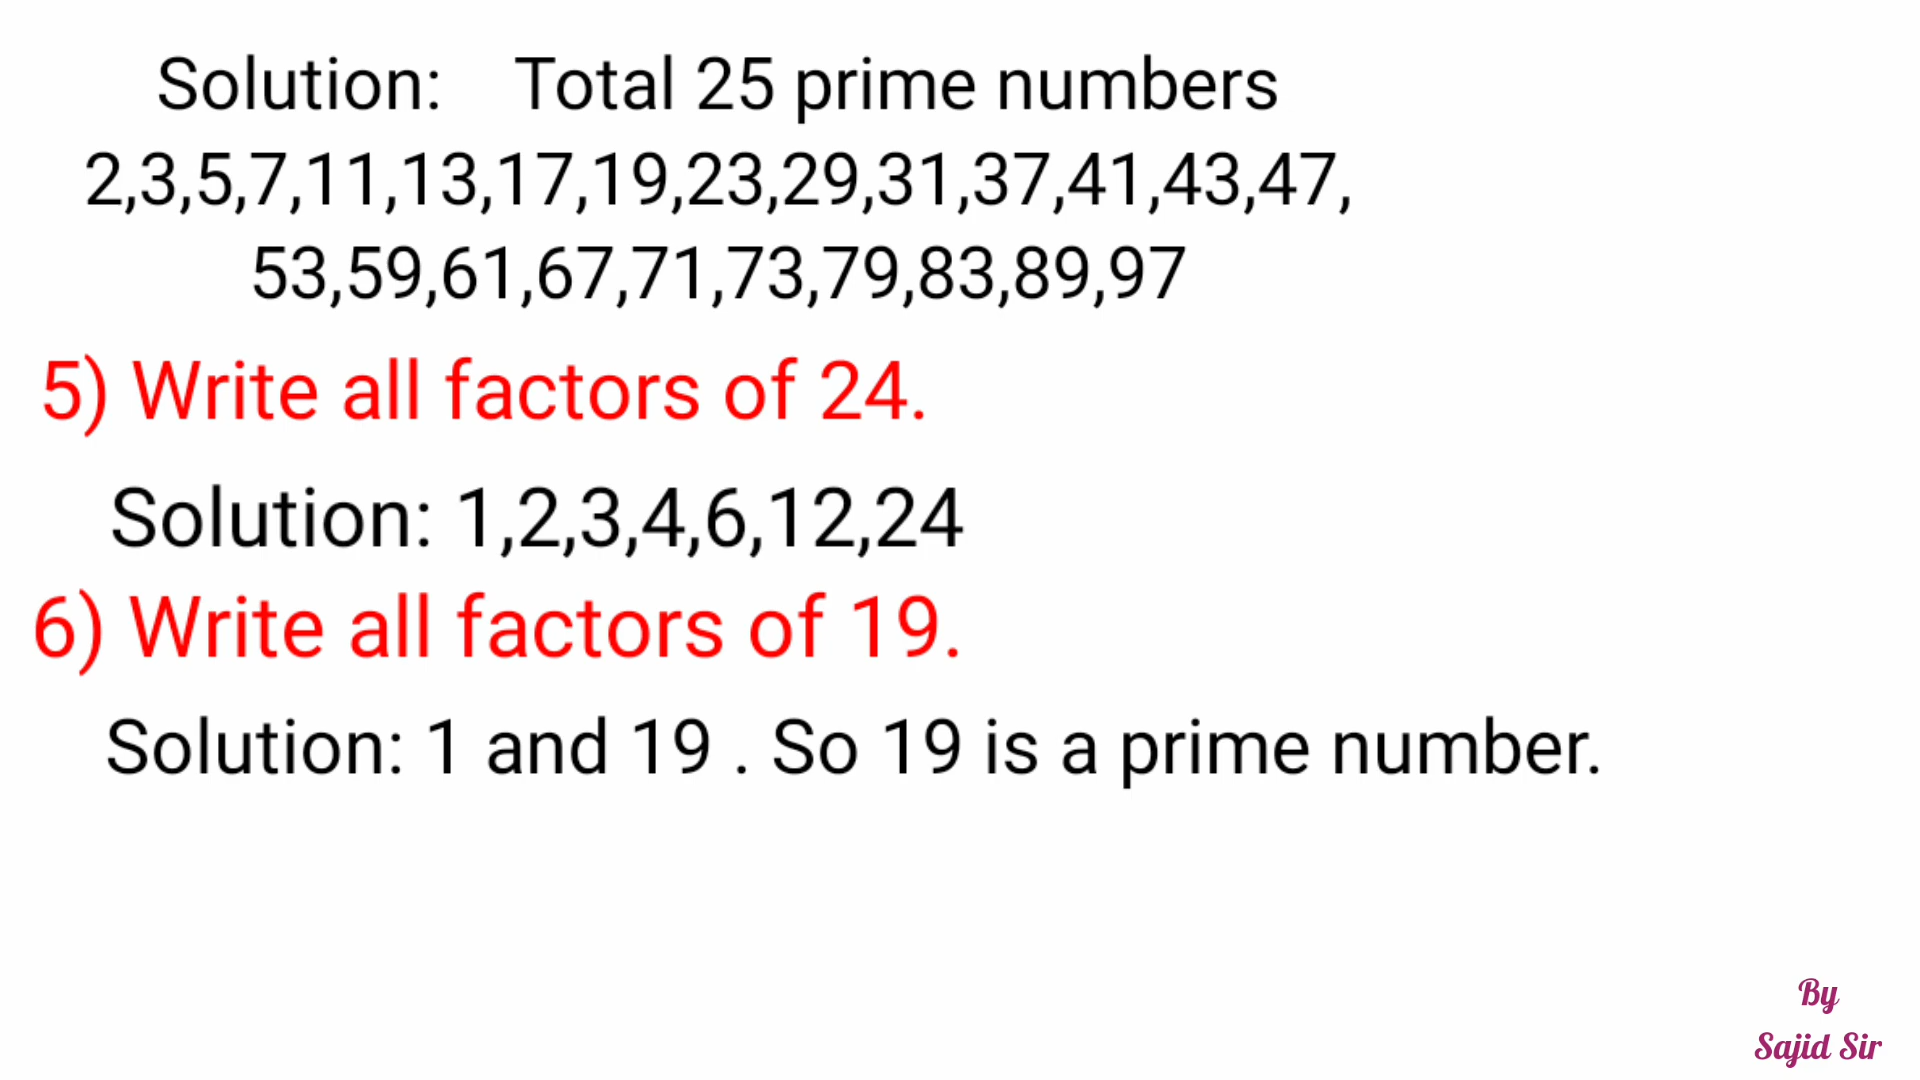 Solution: Total 25 prime numbers
2,3,5,7,11,13,17,19,23,29,31,37,41,43,47,
53,59,61,67,71,73,79,83,89,97
5) Write all factors of 24.
Solution: 1,2,3,4,6,12,24
6) Write all factors of 19.
Solution: 1 and 19 . So 19 is a prime number.
By
Sajid Sir